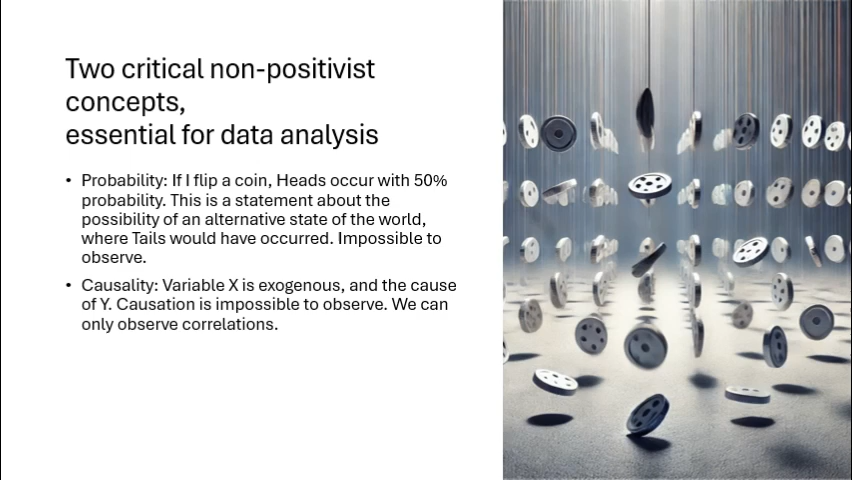 Two critical non-positivist
concepts,
essential for data analysis
• Probability: If I flip a coin, Heads occur with 50%
probability. This is a statement about the
possibility of an alternative state of the world,
where Tails would have occurred. Impossible to
observe.
• Causality: Variable X is exogenous, and the cause
of Y. Causation is impossible to observe. We can
only observe correlations.